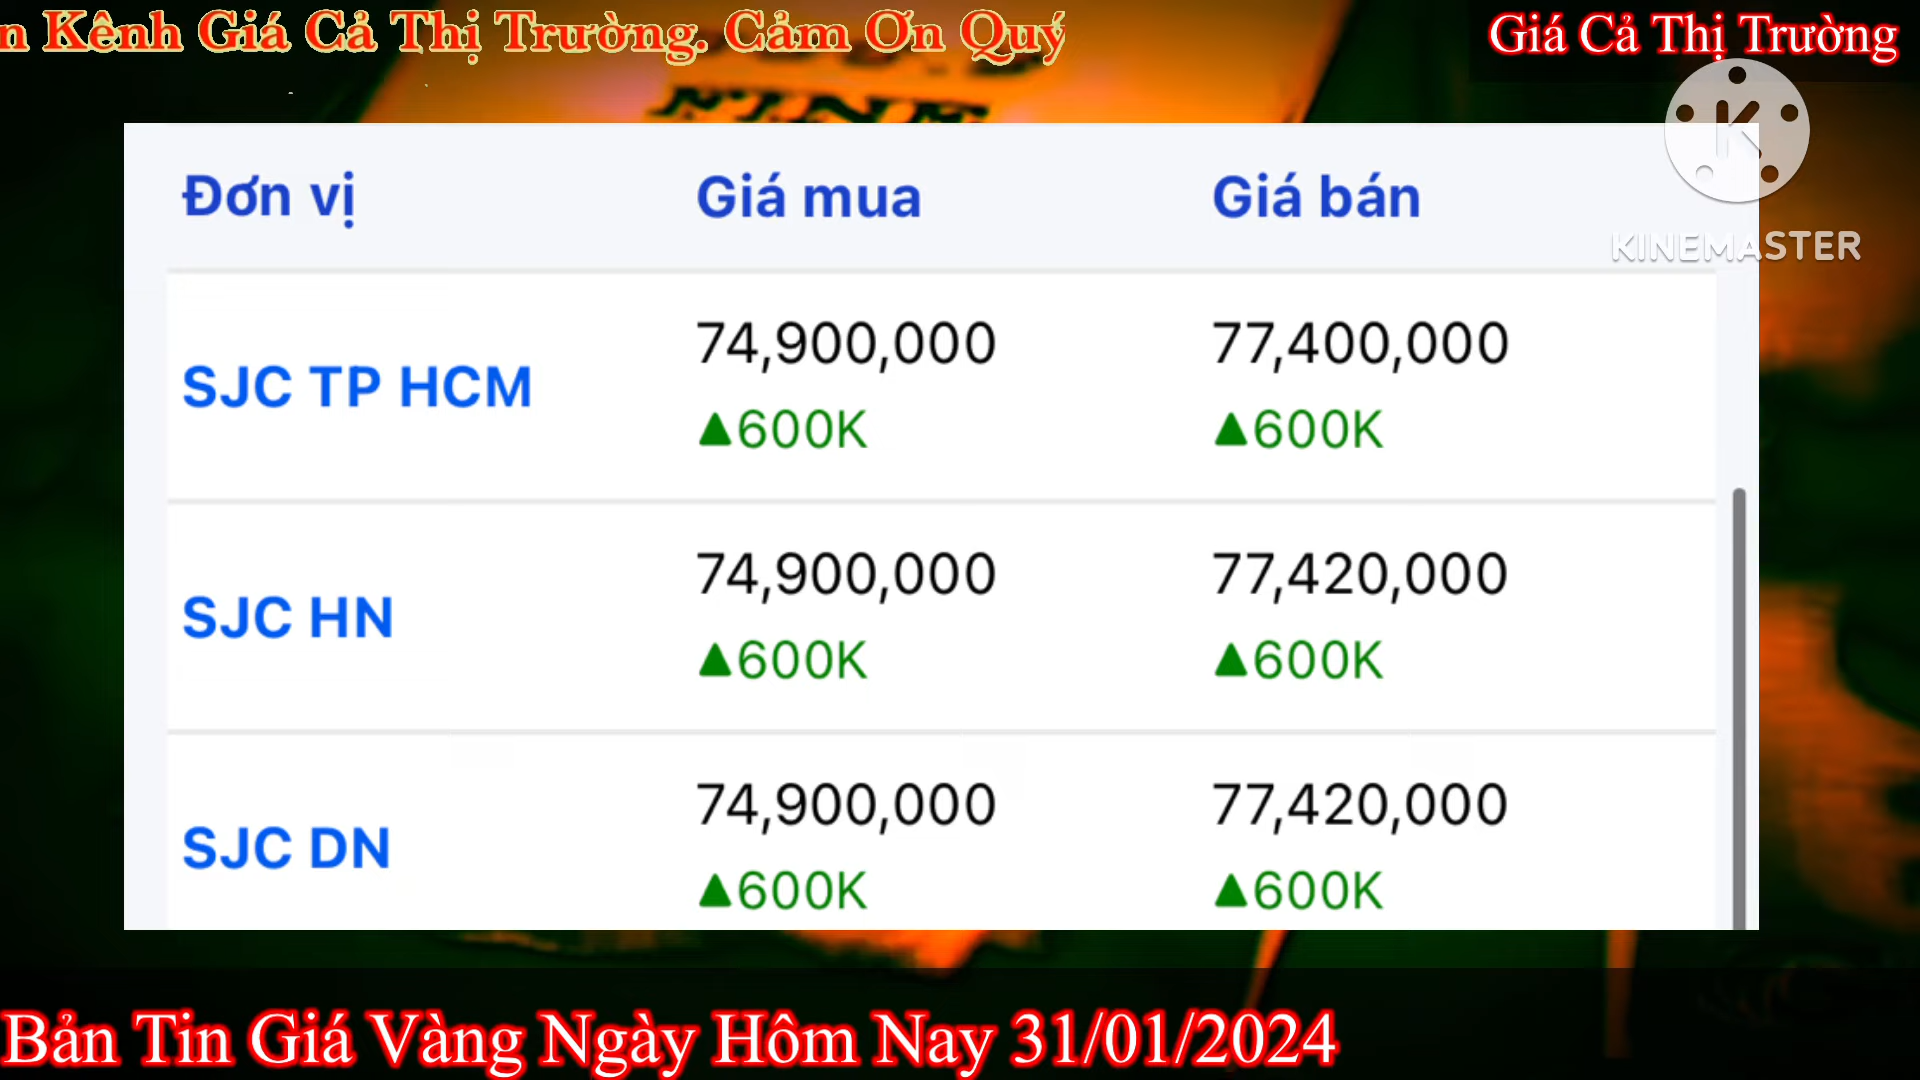 n Kênh Giá Cả Thị Trường. Cảm Ơn Quý
Giá Cả Thị Trường
KINEMASTER
Đơn vị Giá mua Giá bán
SJC TP HCM 74,900,000 77,400,000
▲600K ▲600K
SJC HN 74,900,000 77,420,000
▲600K ▲600K
SJC DN 74,900,000 77,420,000
▲600K ▲600K
Bản Tin Giá Vàng Ngày Hôm Nay 31/01/2024